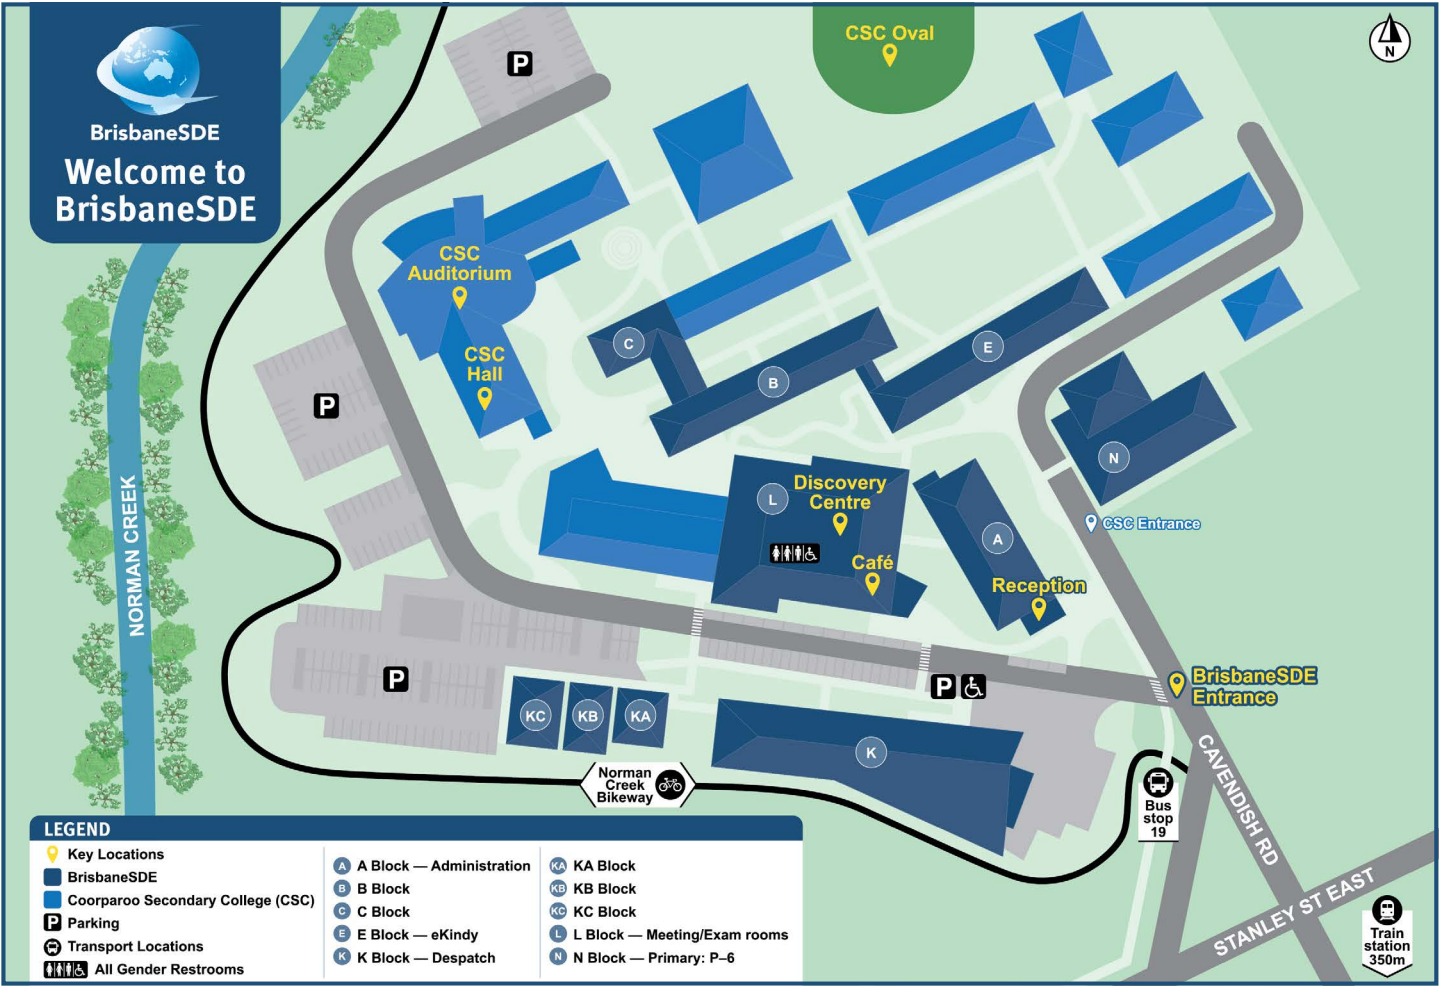 BrisbaneSDE
Welcome to
BrisbaneSDE
P
CSC Oval
N
CSC
Auditorium
CSC
Hall
C
B
E
P
N
L
Discovery
Centre
Café
A
Reception
CSC Entrance
NORMAN CREEK
P
P
BrisbaneSDE
Entrance
KC
KB
KA
K
Norman
Creek
Bikeway
Bus
stop
19
CAVENDISH RD
STANLEY ST EAST
Train
station
350m
LEGEND
Key Locations
BrisbaneSDE
Coorparoo Secondary College (CSC)
P Parking
Transport Locations
All Gender Restrooms
A A Block — Administration
B B Block
C C Block
E E Block — eKindy
K K Block — Despatch
KA KA Block
KB KB Block
KC KC Block
L L Block — Meeting/Exam rooms
N N Block — Primary: P–6